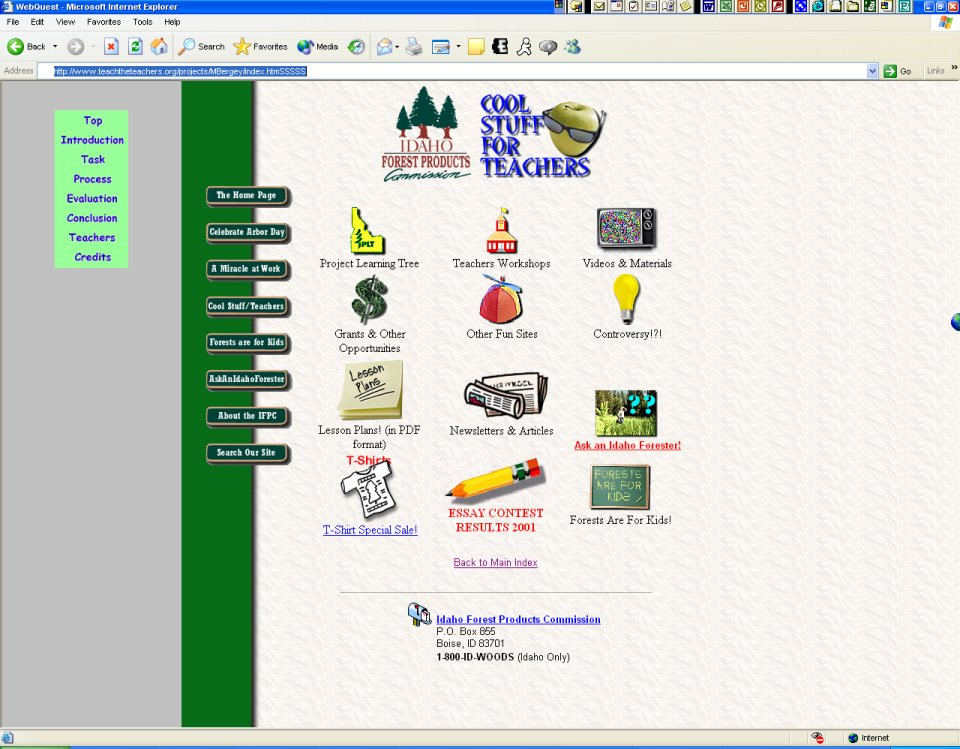 WebQuest - Microsoft Internet Explorer
File Edit View Favorites Tools Help
Back Search Favorites Media
Address http://www.teachtheteachers.org/projects/MBergey/index.htmSSSSS Go Links »
Top
Introduction
Task
Process
Evaluation
Conclusion
Teachers
Credits
The Home Page
Celebrate Arbor Day
A Miracle at Work
Cool Stuff/Teachers
Forests are for Kids
AskAnIdahoForester
About the IFPC
Search Our Site
IDAHO
FOREST PRODUCTS
Commission
COOL
STUFF
FOR
TEACHERS
PLT
Project Learning Tree
Teachers Workshops
Videos & Materials
Grants & Other
Opportunities
Other Fun Sites
Controversy!?!
Lesson
Plans
Lesson Plans! (in PDF
format)
Newsletters & Articles
??
Ask an Idaho Forester!
T-Shirts
T-Shirt Special Sale!
ESSAY CONTEST
RESULTS 2001
FORESTS
ARE FOR
KIDS
Forests Are For Kids!
Back to Main Index
Idaho Forest Products Commission
P.O. Box 855
Boise, ID 83701
1-800-ID-WOODS (Idaho Only)
Internet